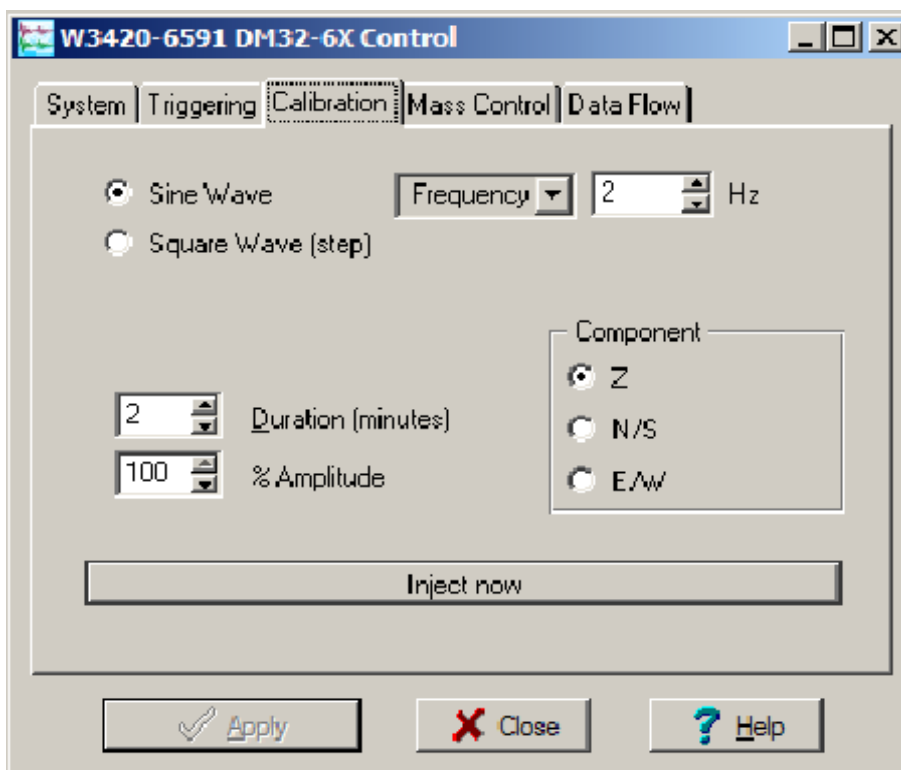 W3420-6591 DM32-6X Control
System Triggering Calibration Mass Control Data Flow
Sine Wave Frequency 2 Hz
Square Wave (step)
Component
Z
2 Duration (minutes)
N/S
100 % Amplitude
E/W
Inject now
Apply Close Help